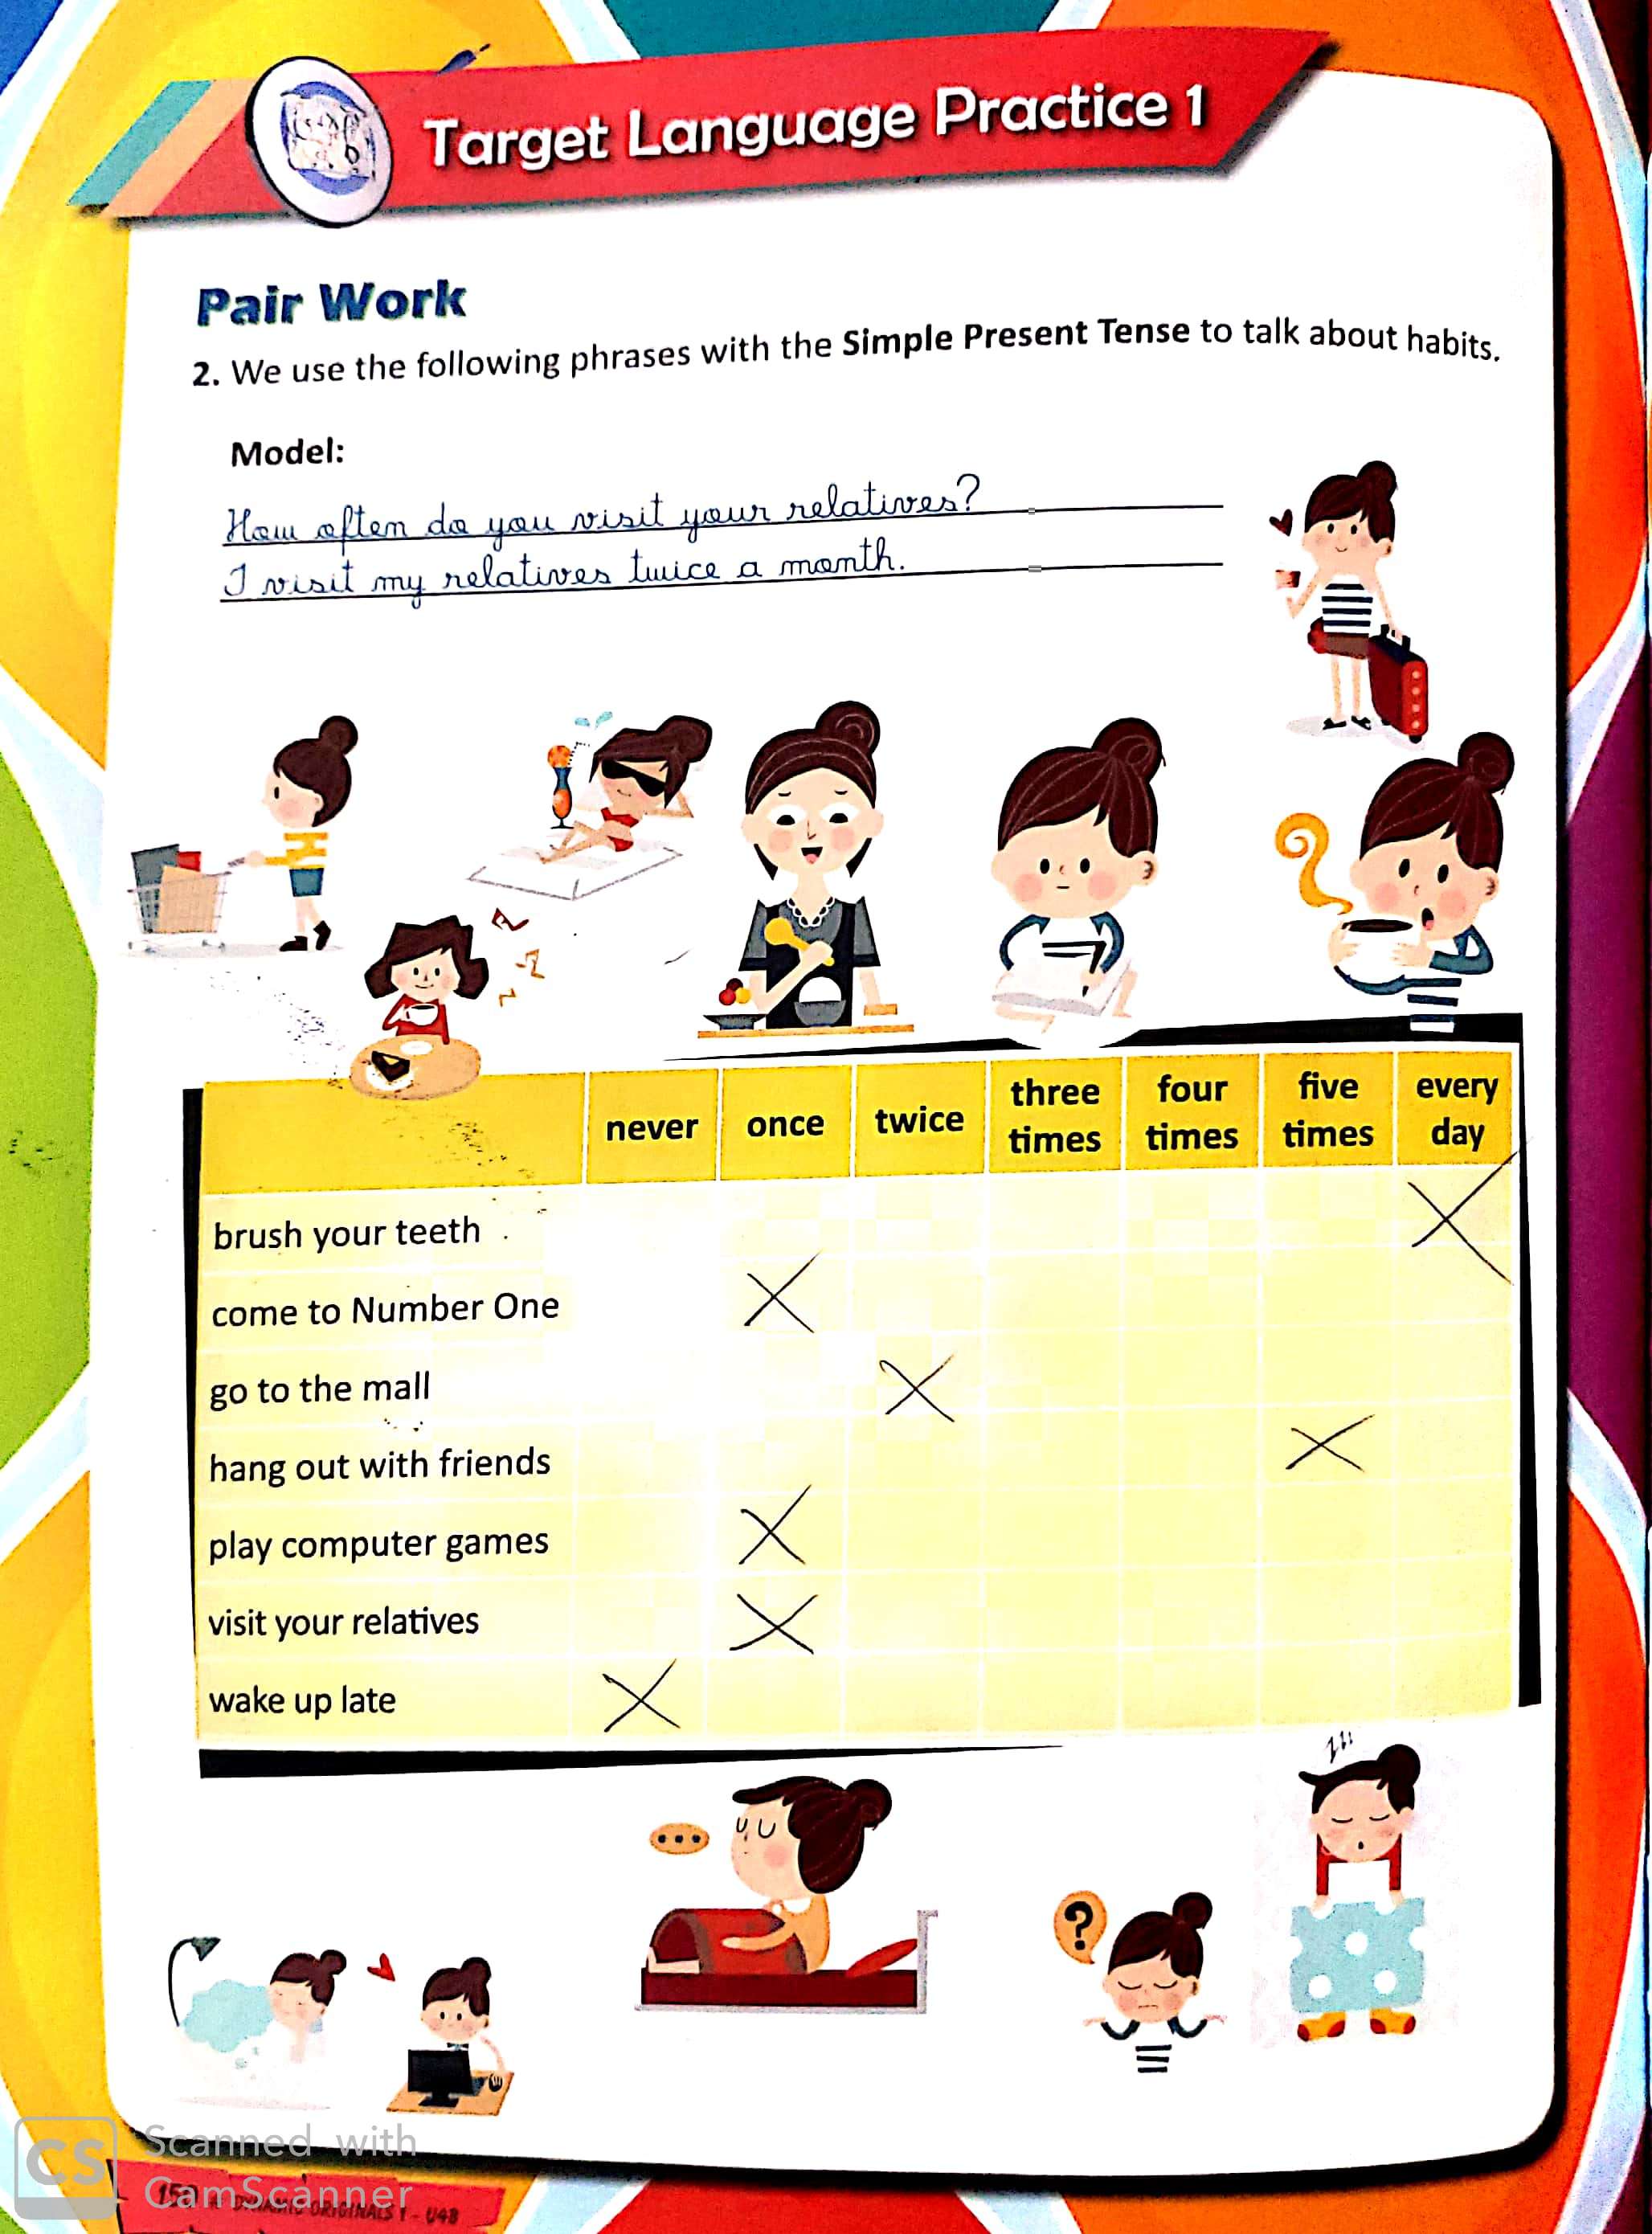 Target Language Practice 1
Pair Work
2. We use the following phrases with the Simple Present Tense to talk about habits.
Model:
How often do you visit your relatives?
I visit my relatives twice a month.
never once twice three times four times five times every day
brush your teeth
come to Number One
go to the mall
hang out with friends
play computer games
visit your relatives
wake up late
?
CS Scanned with
CamScanner
ORIGINALS 1 - U4B